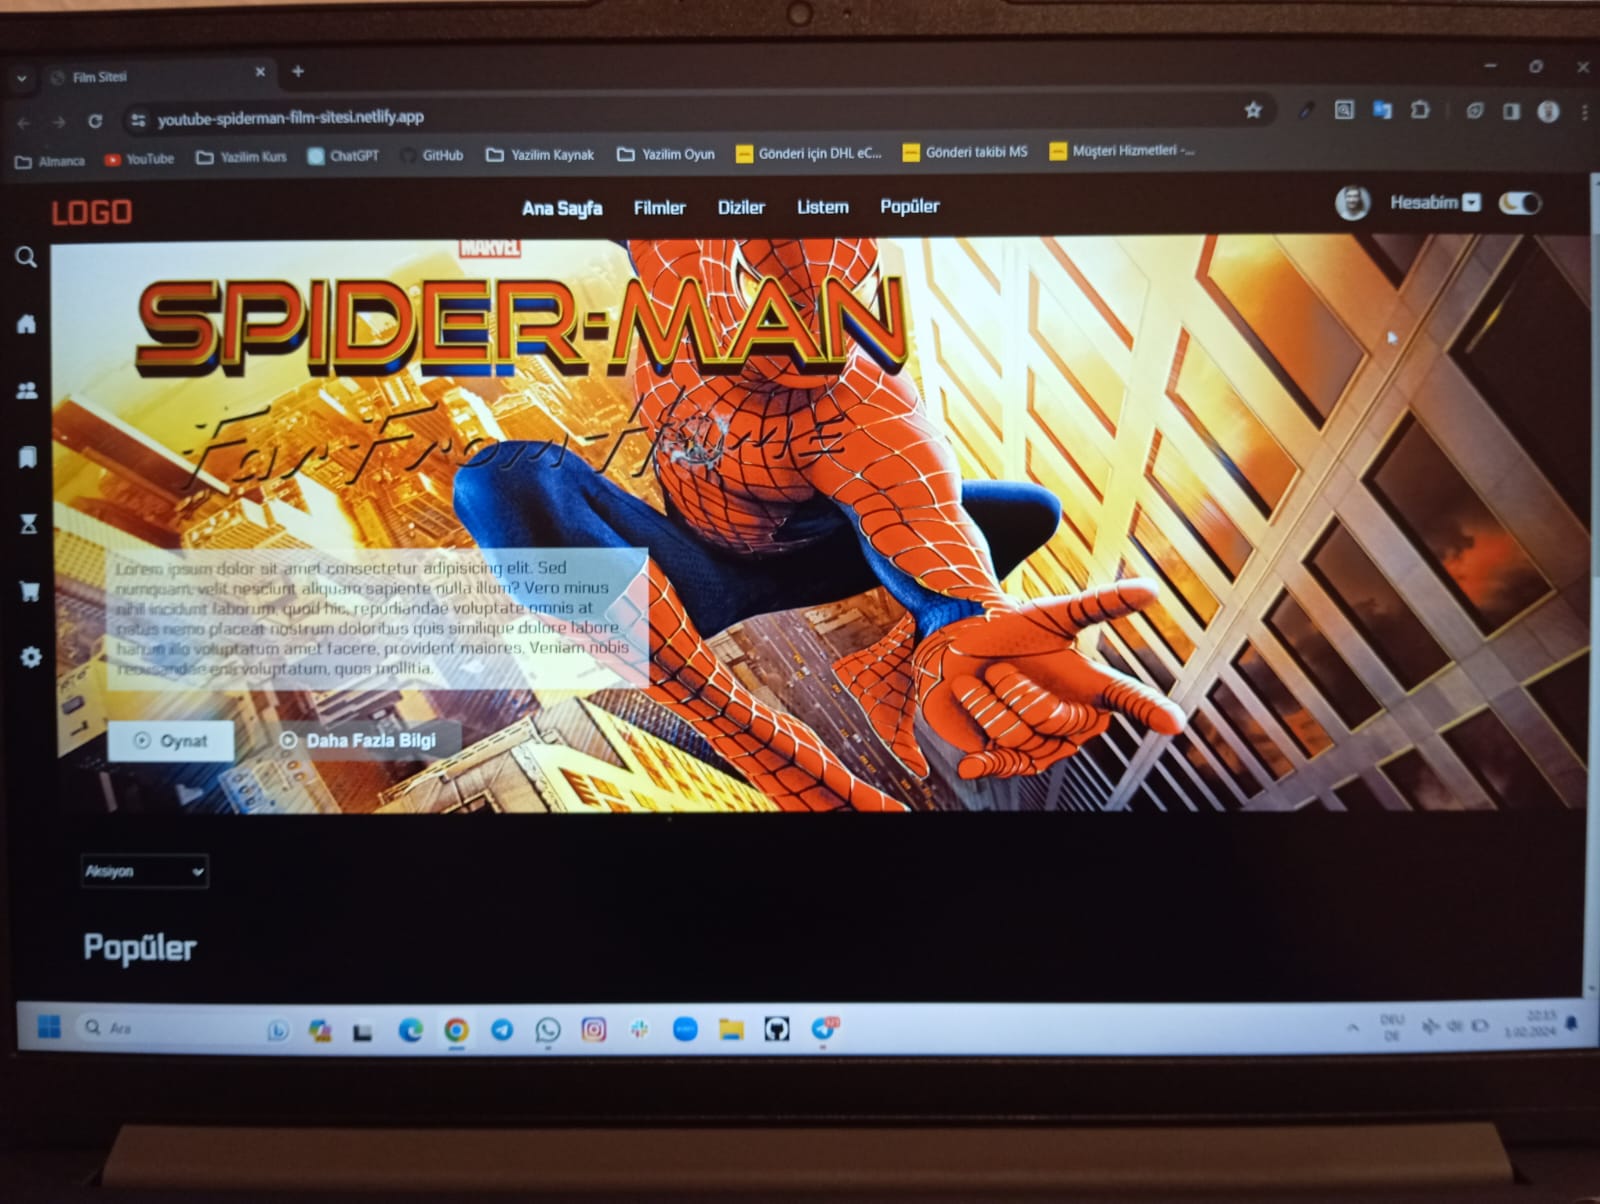 Film Sitesi
youtube-spiderman-film-sitesi.netlify.app
Almanca YouTube Yazilim Kurs ChatGPT GitHub Yazilim Kaynak Yazilim Oyun Gönderi için DHL eC... Gönderi takibi MS Müşteri Hizmetleri -...
LOGO Ana Sayfa Filmler Diziler Listem Popüler Hesabim
MARVEL
SPIDER-MAN
Far From Home
Lorem ipsum dolor sit amet consectetur adipisicing elit. Sed
numquam, velit nesciunt aliquam sapiente nulla illum? Vero minus
nihil incidunt laborum, quod hic, repudiandae voluptate omnis at
natus nemo placeat nostrum doloribus quis similique dolore labore
harum illo voluptatum amet facere, provident maiores. Veniam nobis
recusandae enim voluptatum, quos mollitia.
Oynat Daha Fazla Bilgi
Aksiyon
Popüler
Ara DEU 22:13
DE 1.02.2024